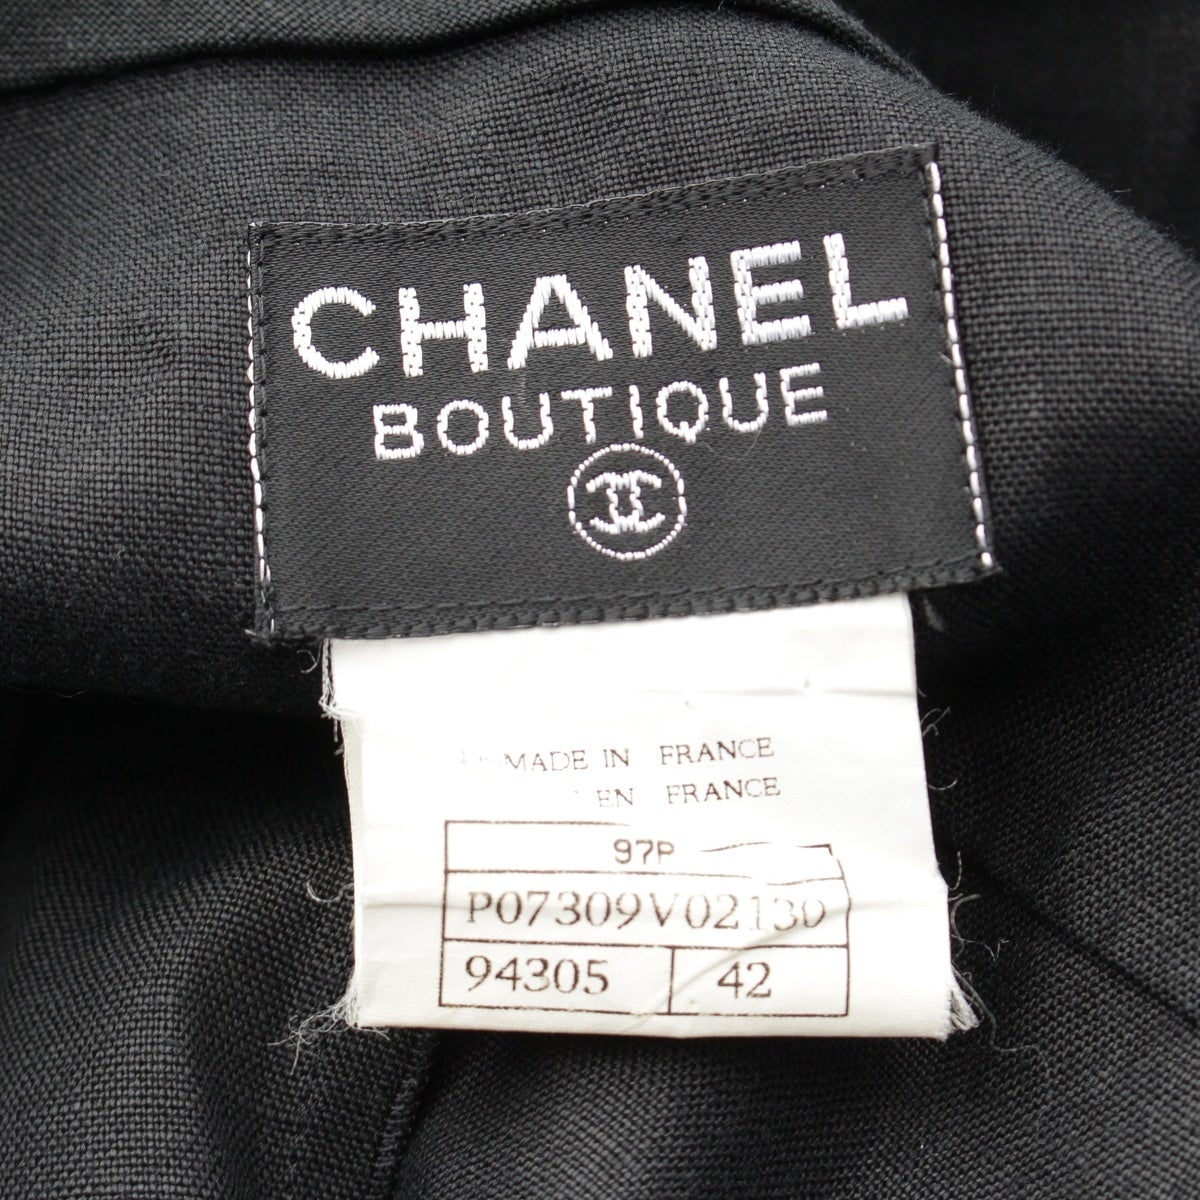 CHANEL
BOUTIQUE
MADE IN FRANCE
EN FRANCE
97P
P07309V02130
94305 42